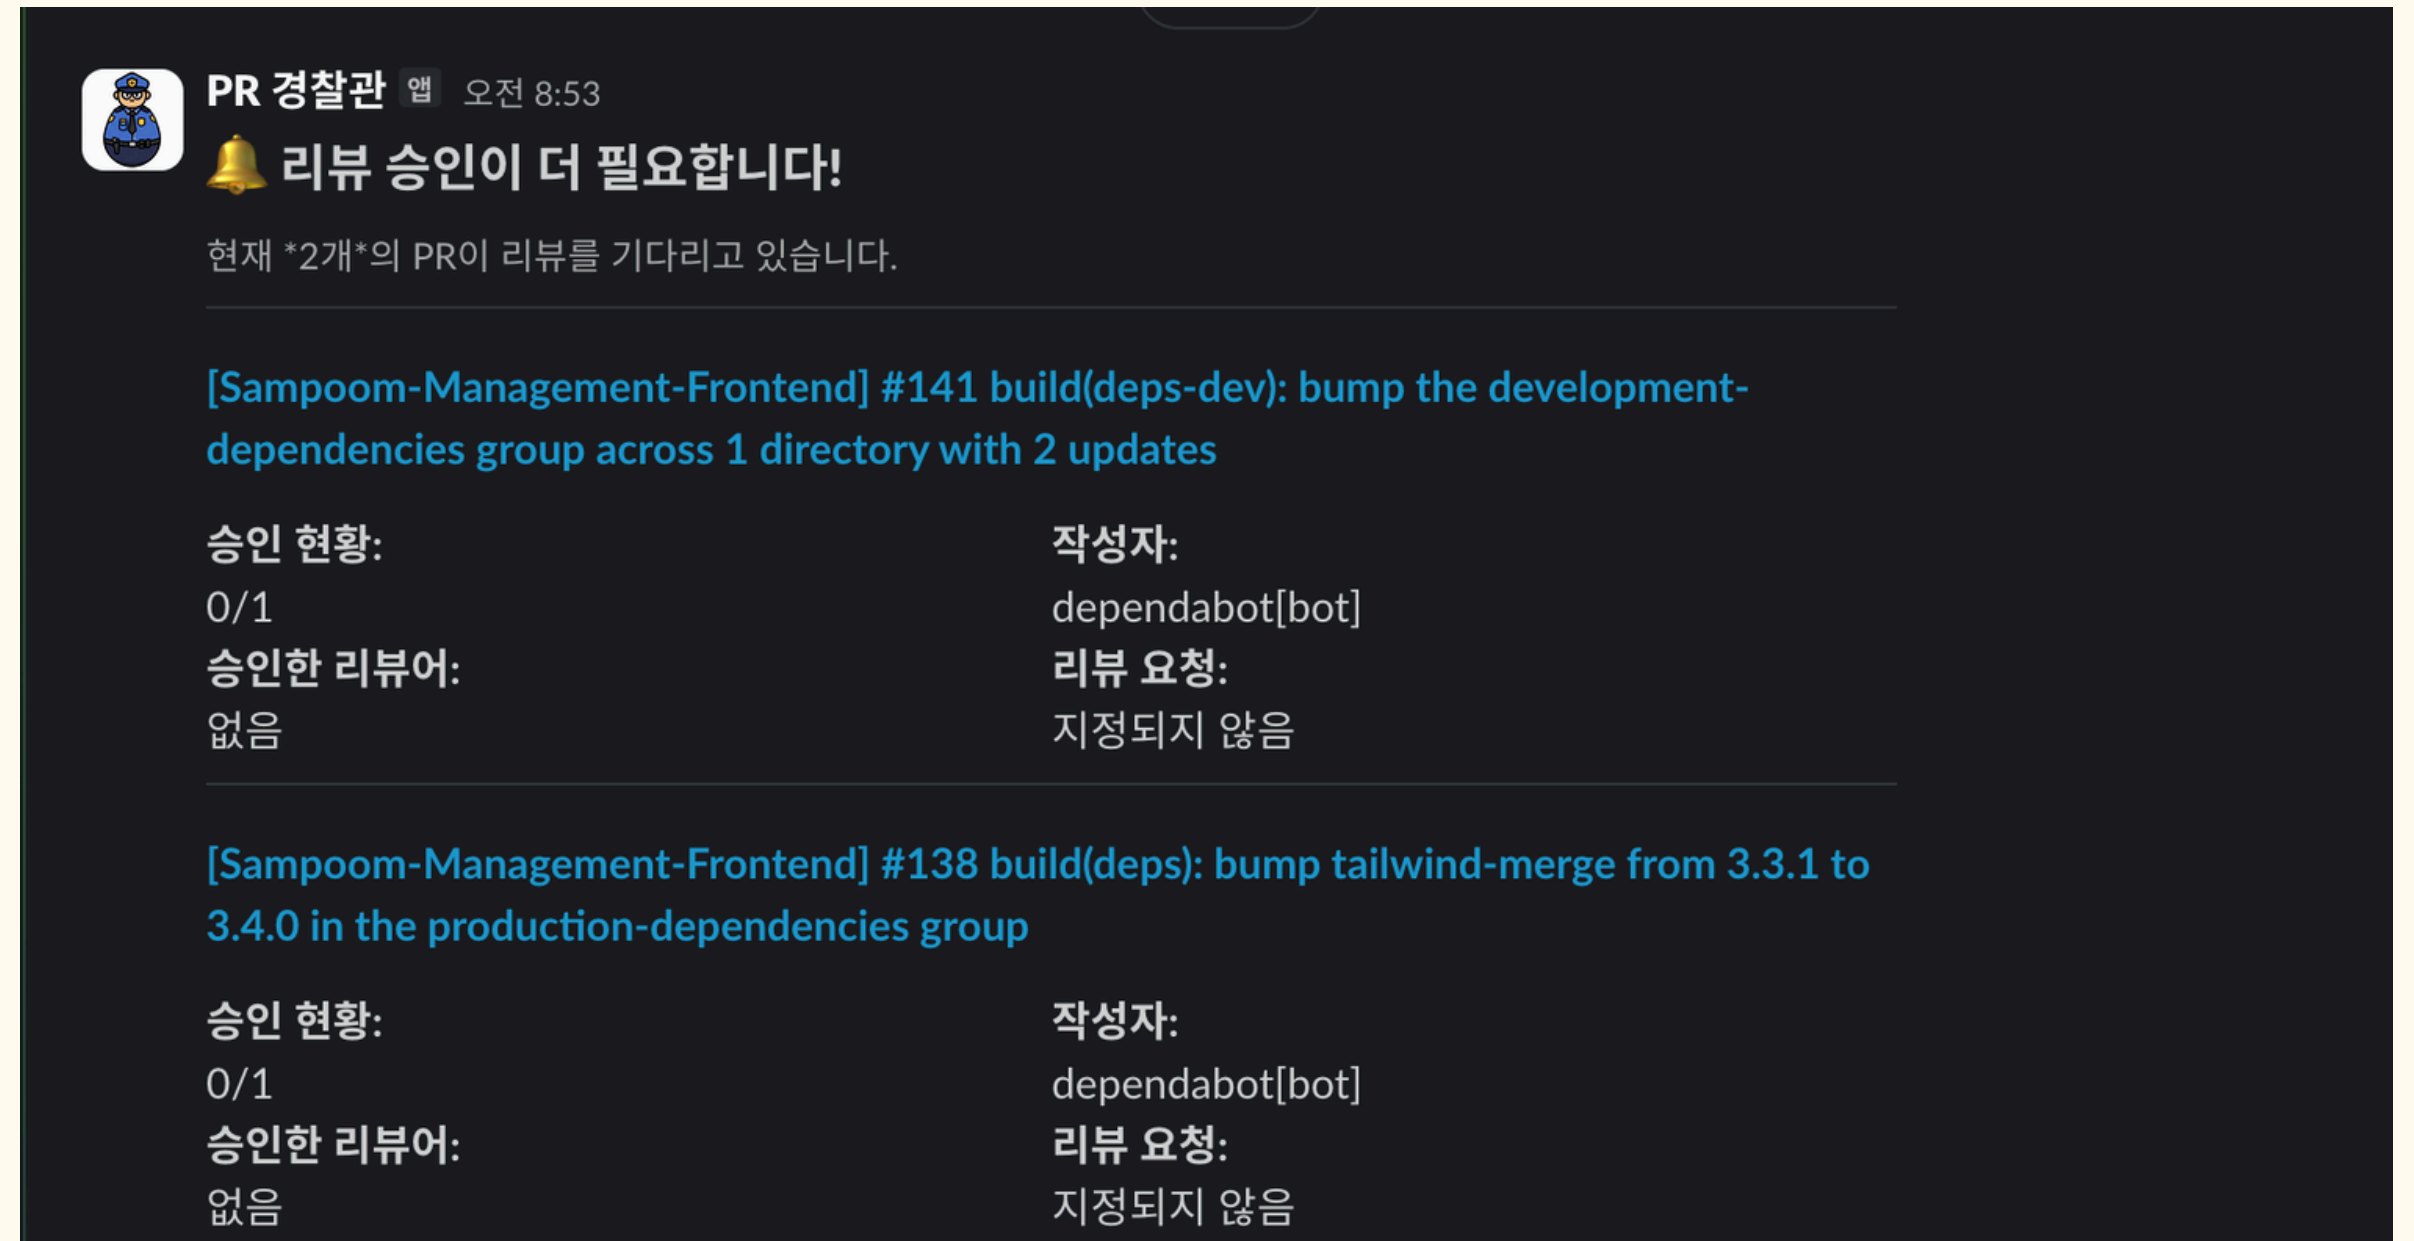 PR 경찰관 앱 오전 8:53
🔔 리뷰 승인이 더 필요합니다!
현재 *2개*의 PR이 리뷰를 기다리고 있습니다.
[Sampoom-Management-Frontend] #141 build(deps-dev): bump the development-
dependencies group across 1 directory with 2 updates
승인 현황: 작성자:
0/1 dependabot[bot]
승인한 리뷰어: 리뷰 요청:
없음 지정되지 않음
[Sampoom-Management-Frontend] #138 build(deps): bump tailwind-merge from 3.3.1 to
3.4.0 in the production-dependencies group
승인 현황: 작성자:
0/1 dependabot[bot]
승인한 리뷰어: 리뷰 요청:
없음 지정되지 않음